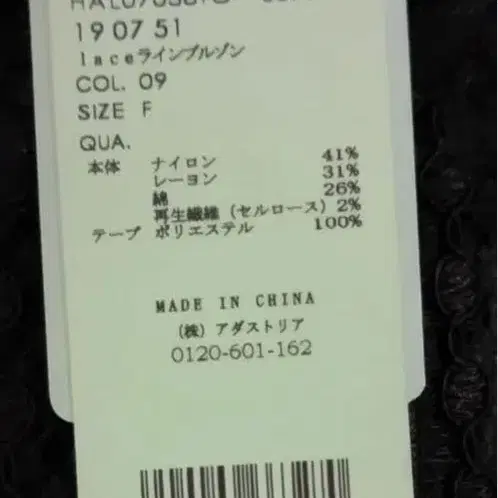 19 07 51
laceラインブルゾン
COL. 09
SIZE F
QUA.
本体 ナイロン 41%
レーヨン 31%
綿 26%
再生繊維(セルロース)2%
テープ ポリエステル 100%
MADE IN CHINA
(株)アダストリア
0120-601-162